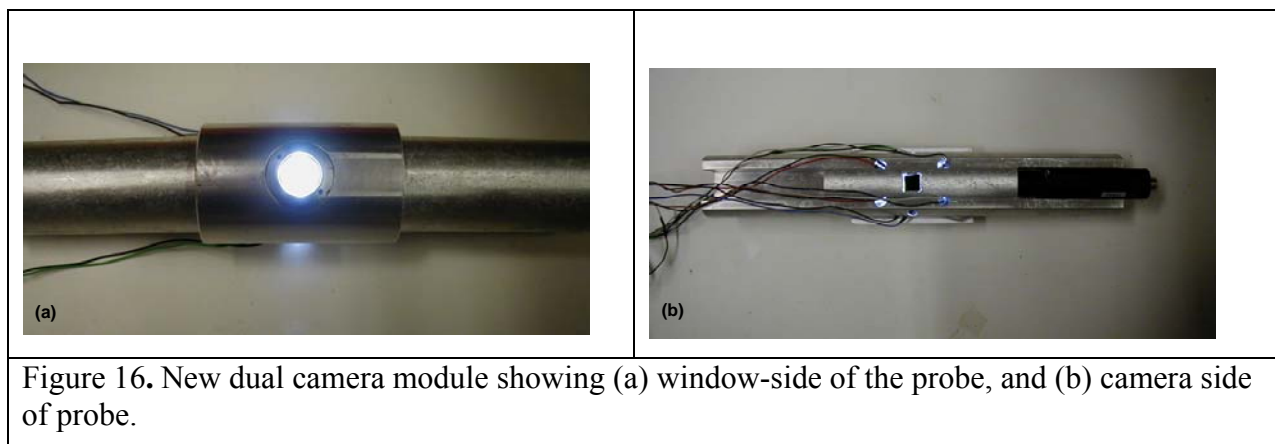 (a)
(b)
Figure 16. New dual camera module showing (a) window-side of the probe, and (b) camera side
of probe.